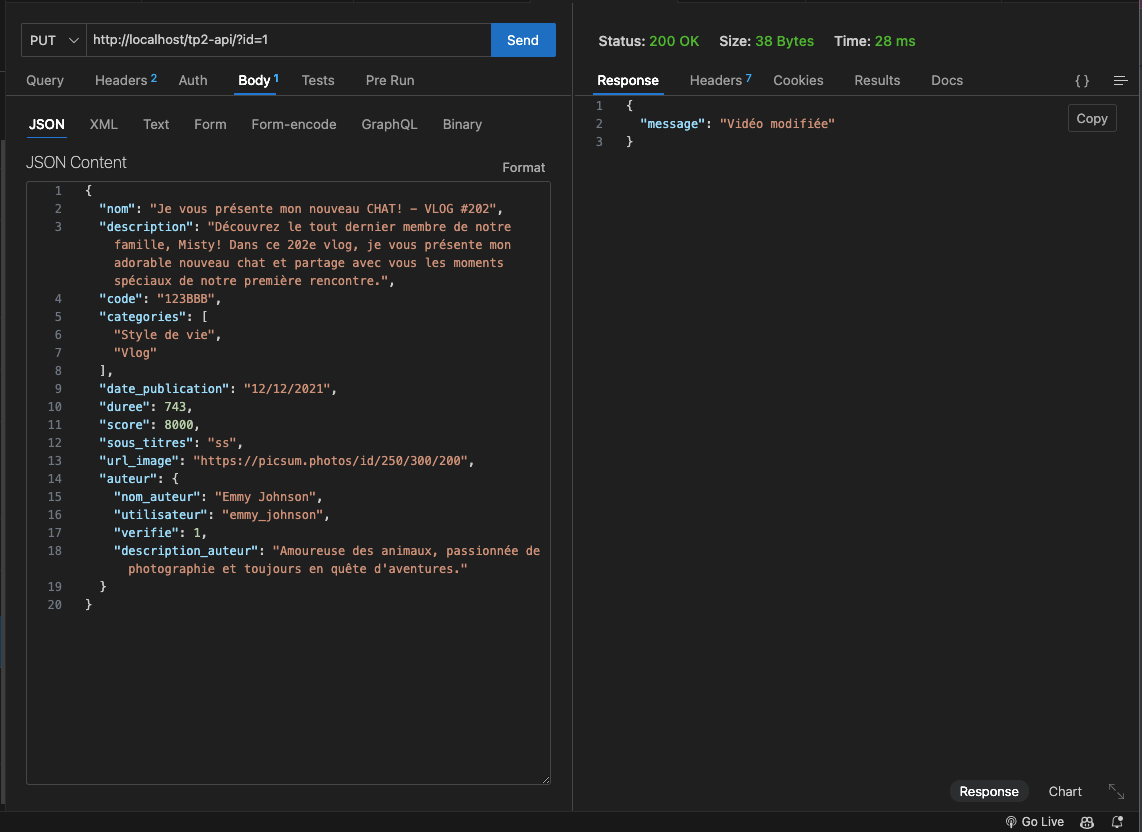 PUT http://localhost/tp2-api/?id=1 Send
Query Headers 2 Auth Body 1 Tests Pre Run
JSON XML Text Form Form-encode GraphQL Binary
JSON Content
Format
1 {
2 "nom": "Je vous présente mon nouveau CHAT! – VLOG #202",
3 "description": "Découvrez le tout dernier membre de notre
famille, Misty! Dans ce 202e vlog, je vous présente mon
adorable nouveau chat et partage avec vous les moments
spéciaux de notre première rencontre.",
4 "code": "123BBB",
5 "categories": [
6 "Style de vie",
7 "Vlog"
8 ],
9 "date_publication": "12/12/2021",
10 "duree": 743,
11 "score": 8000,
12 "sous_titres": "ss",
13 "url_image": "https://picsum.photos/id/250/300/200",
14 "auteur": {
15 "nom_auteur": "Emmy Johnson",
16 "utilisateur": "emmy_johnson",
17 "verifie": 1,
18 "description_auteur": "Amoureuse des animaux, passionnée de
photographie et toujours en quête d'aventures."
19 }
20 }
Status: 200 OK Size: 38 Bytes Time: 28 ms
Response Headers 7 Cookies Results Docs { }
1 {
2 "message": "Vidéo modifiée"
3 }
Copy
Response Chart
Go Live